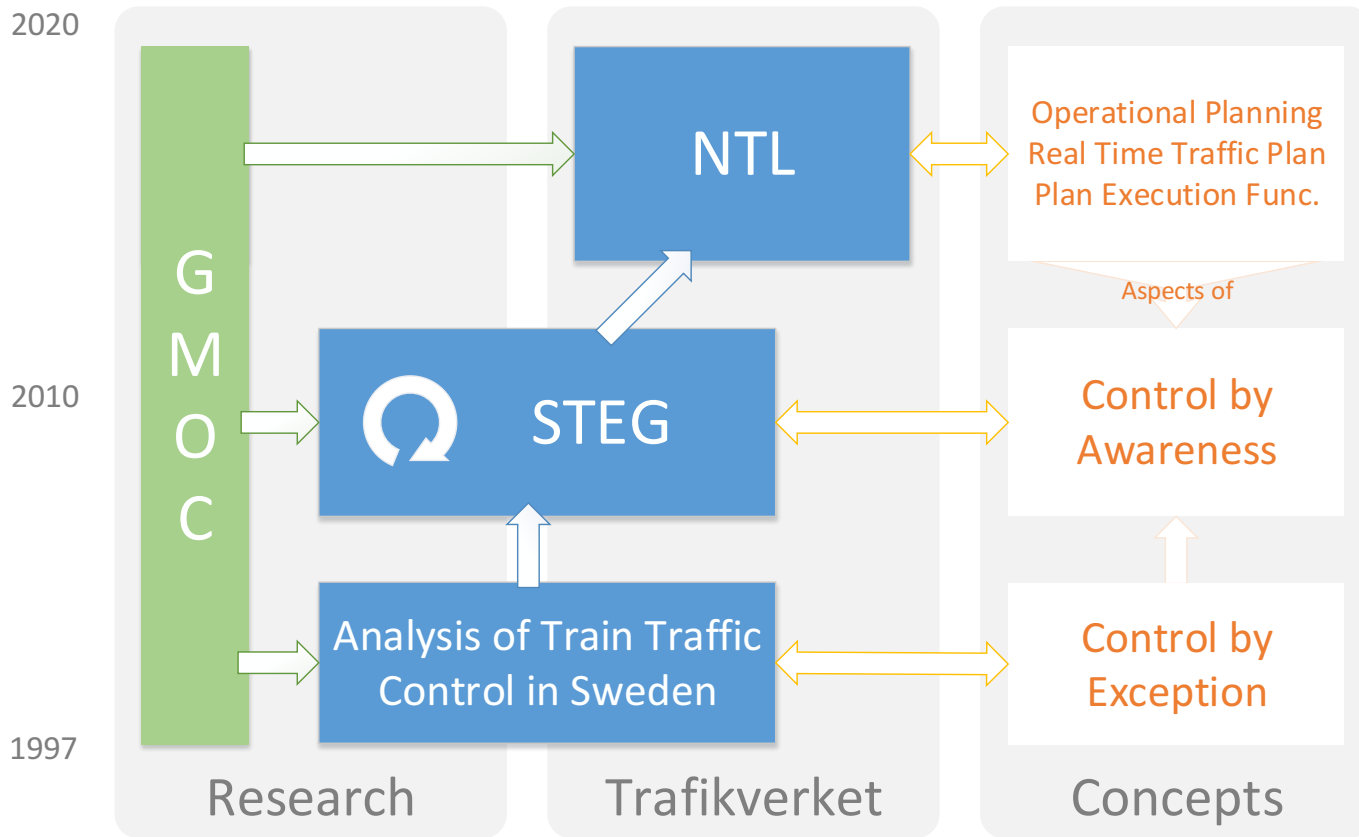 2020
NTL
Operational Planning
Real Time Traffic Plan
Plan Execution Func.
Aspects of
G
M
O
C
2010
STEG
Control by
Awareness
Analysis of Train Traffic
Control in Sweden
Control by
Exception
1997
Research
Trafikverket
Concepts